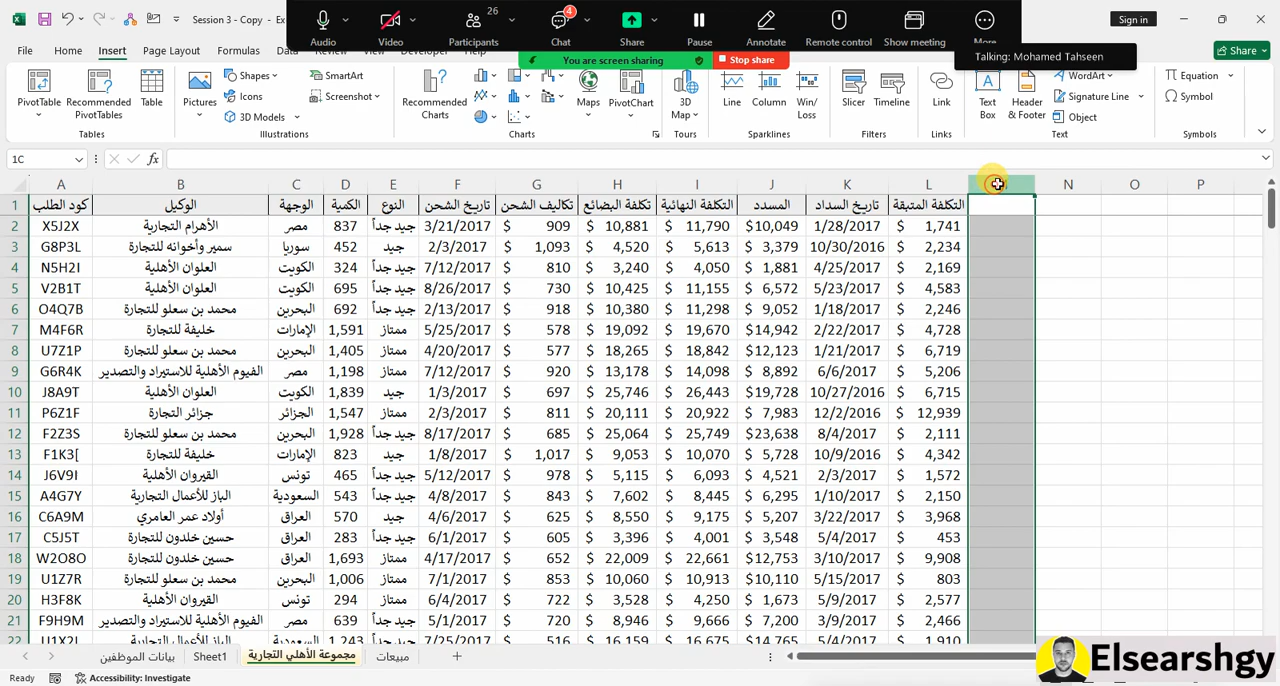 Session 3 - Copy - Ex
Audio Video Participants 26 Chat 4 Share Pause Annotate Remote control Show meeting More
Sign in
You are screen sharing Stop share
Talking: Mohamed Tahseen
File Home Insert Page Layout Formulas Data Review View Developer Help Share
PivotTable Recommended PivotTables Table Tables
Pictures Shapes Icons 3D Models SmartArt Screenshot Illustrations
Recommended Charts Maps PivotChart Charts
3D Map Tours
Line Column Win/Loss Sparklines
Slicer Timeline Filters
Link Links
Text Box Header & Footer WordArt Signature Line Object Text
Equation Symbol Symbols
1C fx
A B C D E F G H I J K L N O P
1 كود الطلب الوكيل الوجهة الكمية النوع تاريخ الشحن تكاليف الشحن تكلفة البضائع التكلفة النهائية المسدد تاريخ السداد التكلفة المتبقة
2 X5J2X الأهرام التجارية مصر 837 جيد جداً 3/21/2017 $ 909 $ 10,881 $ 11,790 $10,049 1/28/2017 $ 1,741
3 G8P3L سمير وأخوانه للتجارة سوريا 452 جيد 2/3/2017 $ 1,093 $ 4,520 $ 5,613 $ 3,379 10/30/2016 $ 2,234
4 N5H2I العلوان الأهلية الكويت 324 جيد جداً 7/12/2017 $ 810 $ 3,240 $ 4,050 $ 1,881 4/25/2017 $ 2,169
5 V2B1T العلوان الأهلية الكويت 695 جيد جداً 8/26/2017 $ 730 $ 10,425 $ 11,155 $ 6,572 5/23/2017 $ 4,583
6 O4Q7B محمد بن سعلو للتجارة البحرين 692 جيد جداً 2/13/2017 $ 918 $ 10,380 $ 11,298 $ 9,052 1/18/2017 $ 2,246
7 M4F6R خليفة للتجارة الإمارات 1,591 ممتاز 5/25/2017 $ 578 $ 19,092 $ 19,670 $14,942 2/22/2017 $ 4,728
8 U7Z1P محمد بن سعلو للتجارة البحرين 1,405 ممتاز 4/20/2017 $ 577 $ 18,265 $ 18,842 $12,123 1/21/2017 $ 6,719
9 G6R4K الفيوم الأهلية للاستيراد والتصدير مصر 1,198 ممتاز 7/12/2017 $ 920 $ 13,178 $ 14,098 $ 8,892 6/6/2017 $ 5,206
10 J8A9T العلوان الأهلية الكويت 1,839 جيد 1/3/2017 $ 697 $ 25,746 $ 26,443 $19,728 10/27/2016 $ 6,715
11 P6Z1F جزائر التجارة الجزائر 1,547 ممتاز 2/3/2017 $ 811 $ 20,111 $ 20,922 $ 7,983 12/2/2016 $ 12,939
12 F2Z3S محمد بن سعلو للتجارة البحرين 1,928 جيد جداً 8/17/2017 $ 685 $ 25,064 $ 25,749 $23,638 8/4/2017 $ 2,111
13 F1K3[ خليفة للتجارة الإمارات 823 جيد 1/8/2017 $ 1,017 $ 9,053 $ 10,070 $ 5,728 10/9/2016 $ 4,342
14 J6V9I القيروان الأهلية تونس 465 جيد جداً 5/12/2017 $ 978 $ 5,115 $ 6,093 $ 4,521 2/3/2017 $ 1,572
15 A4G7Y الباز للأعمال التجارية السعودية 543 جيد جداً 4/8/2017 $ 843 $ 7,602 $ 8,445 $ 6,295 1/10/2017 $ 2,150
16 C6A9M أولاد عمر العامري العراق 570 جيد 4/6/2017 $ 625 $ 8,550 $ 9,175 $ 5,207 3/22/2017 $ 3,968
17 C5J5T حسين خلدون للتجارة العراق 283 جيد جداً 6/1/2017 $ 605 $ 3,396 $ 4,001 $ 3,548 5/4/2017 $ 453
18 W2O8O حسين خلدون للتجارة العراق 1,693 ممتاز 4/17/2017 $ 652 $ 22,009 $ 22,661 $12,753 3/10/2017 $ 9,908
19 U1Z7R محمد بن سعلو للتجارة البحرين 1,006 ممتاز 7/1/2017 $ 853 $ 10,060 $ 10,913 $10,110 5/15/2017 $ 803
20 H3F8K القيروان الأهلية تونس 294 ممتاز 6/4/2017 $ 722 $ 3,528 $ 4,250 $ 1,673 5/9/2017 $ 2,577
21 F9H9M الفيوم الأهلية للاستيراد والتصدير مصر 639 جيد جداً 5/1/2017 $ 720 $ 8,946 $ 9,666 $ 7,200 3/9/2017 $ 2,466
22 U1X2L الباز للأعمال التجارية السعودية 1,243 جيد جداً 7/25/2017 $ 516 $ 16,159 $ 16,675 $14,765 5/4/2017 $ 1,910
بيانات الموظفين Sheet1 مجموعة الأهلي التجارية مبيعات
Ready Accessibility: Investigate
Elsearshgy